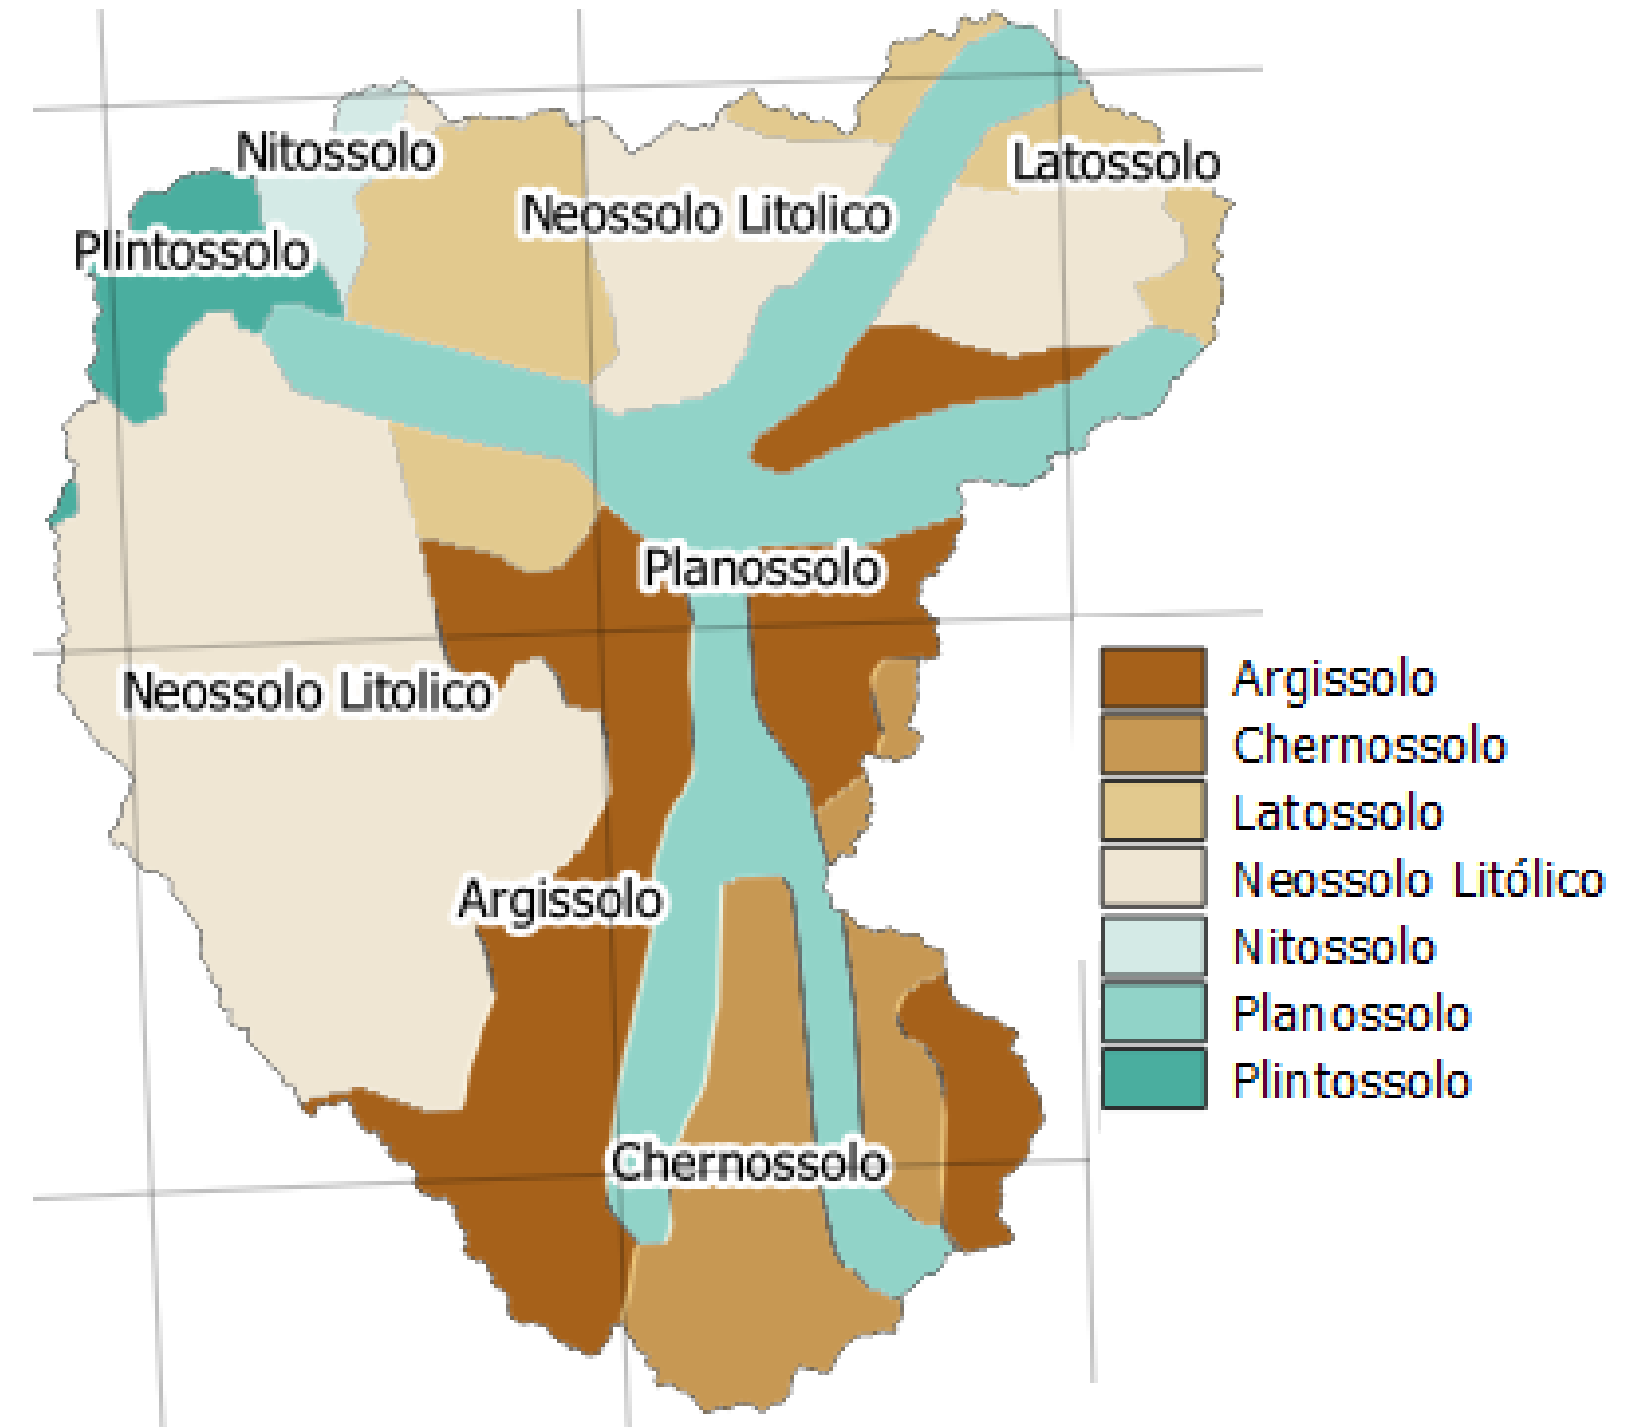 Nitossolo
Latossolo
Neossolo Litolico
Plintossolo
Planossolo
Neossolo Litolico
Argissolo
Chernossolo
Argissolo
Chernossolo
Latossolo
Neossolo Litólico
Nitossolo
Planossolo
Plintossolo